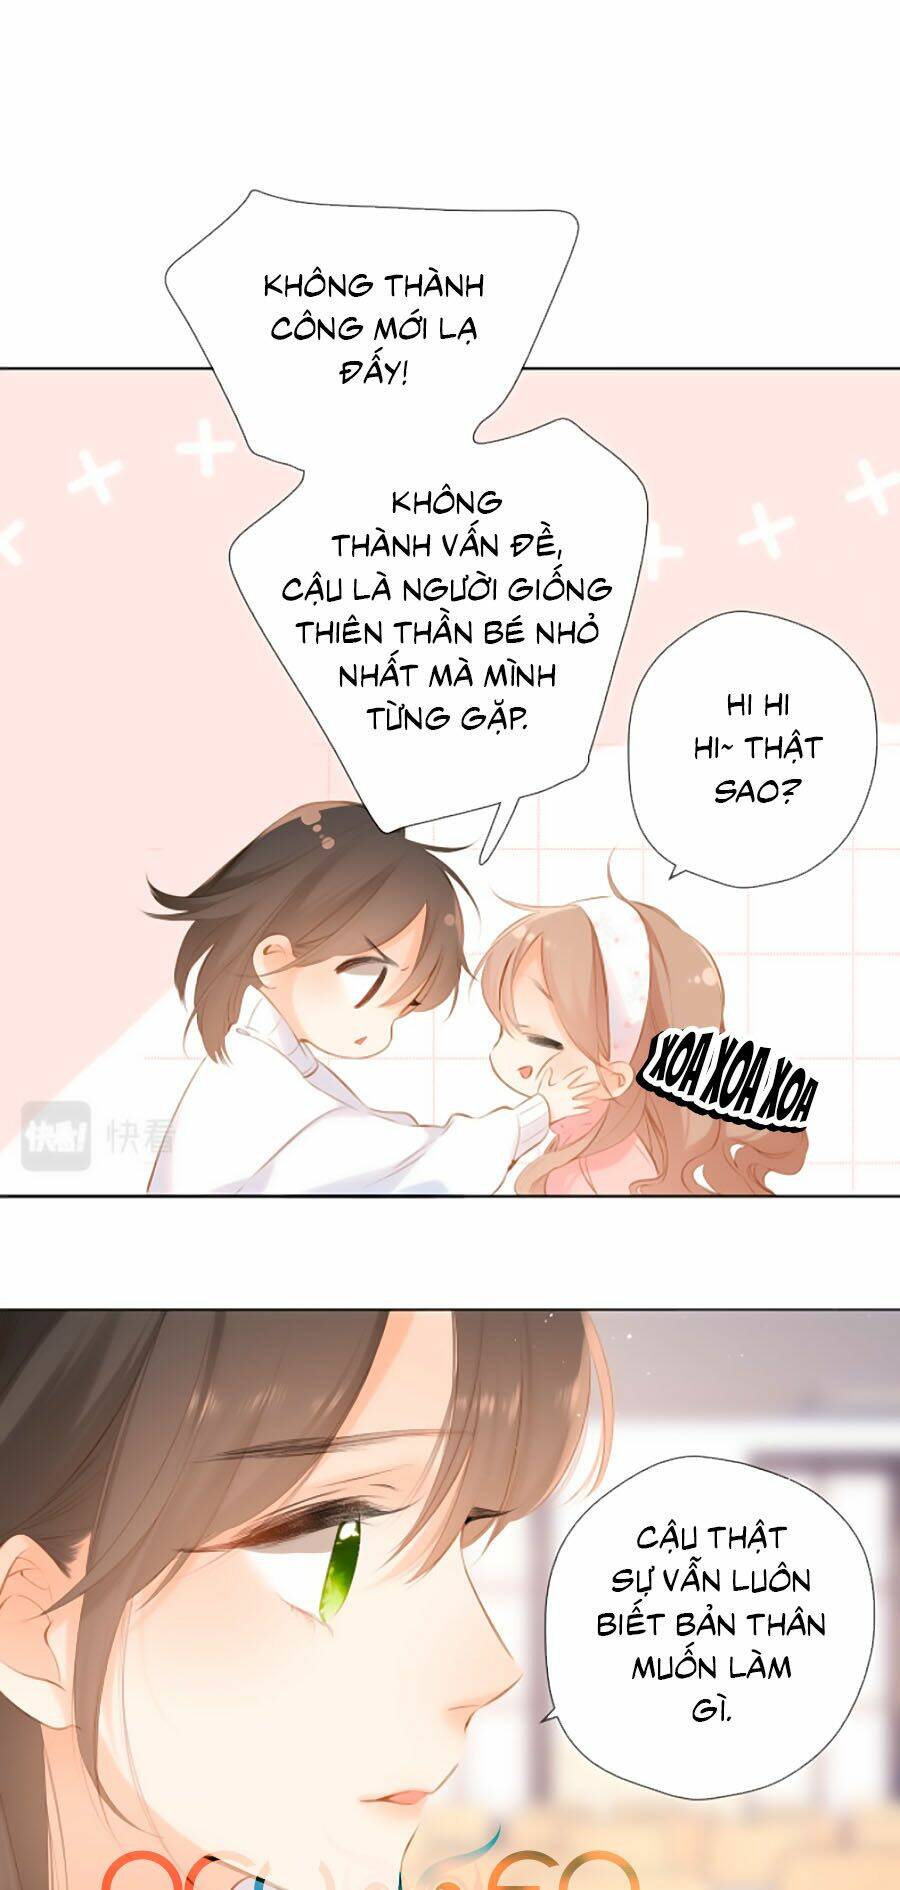 KHÔNG THÀNH
CÔNG MỚI LẠ
ĐẤY!
KHÔNG
THÀNH VẤN ĐỀ,
CẬU LÀ NGƯỜI GIỐNG
THIÊN THẦN BÉ NHỎ
NHẤT MÀ MÌNH
TỪNG GẶP.
HI HI
HI~ THẬT
SAO?
XOA XOA XOA
快看! 快看
CẬU THẬT
SỰ VẪN LUÔN
BIẾT BẢN THÂN
MUỐN LÀM
GÌ.